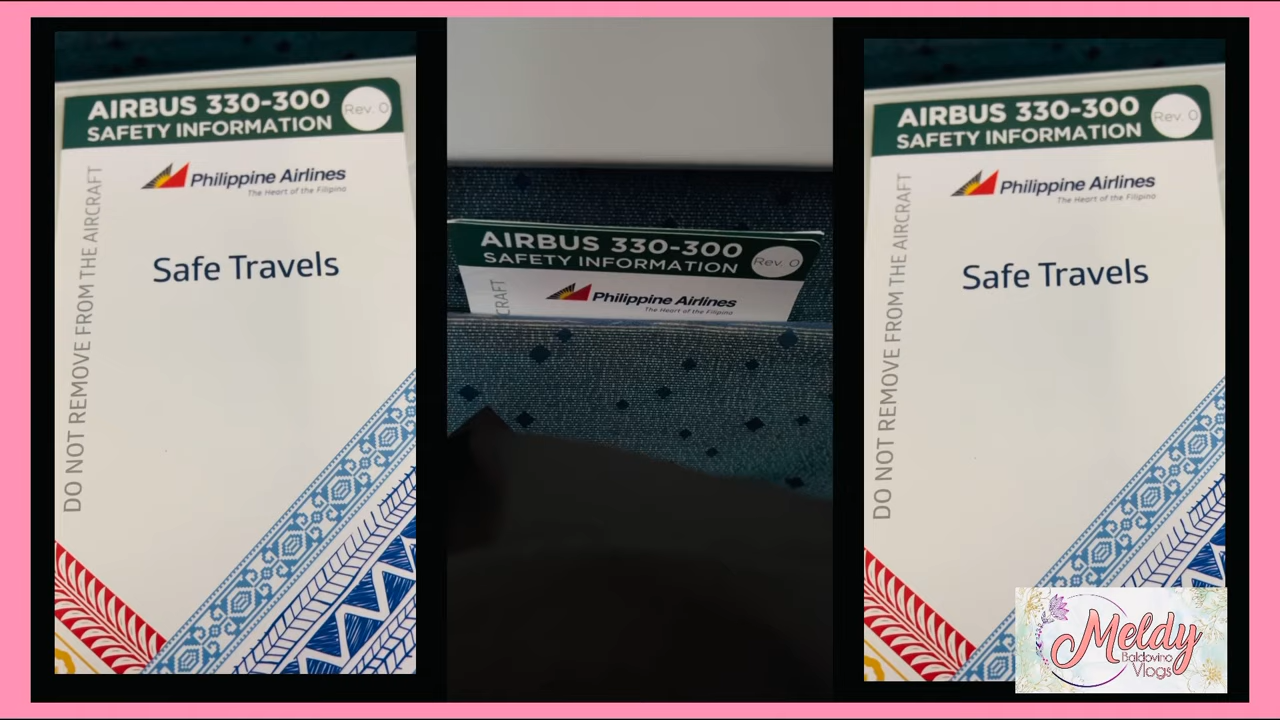 AIRBUS 330-300
SAFETY INFORMATION
Rev. 0
Philippine Airlines
The Heart of the Filipino
Safe Travels
DO NOT REMOVE FROM THE AIRCRAFT
AIRBUS 330-300
SAFETY INFORMATION
Rev. 0
Philippine Airlines
The Heart of the Filipino
CRAFT
AIRBUS 330-300
SAFETY INFORMATION
Rev. 0
Philippine Airlines
The Heart of the Filipino
Safe Travels
DO NOT REMOVE FROM THE AIRCRAFT
Meldy
Baldovino
Vlogs